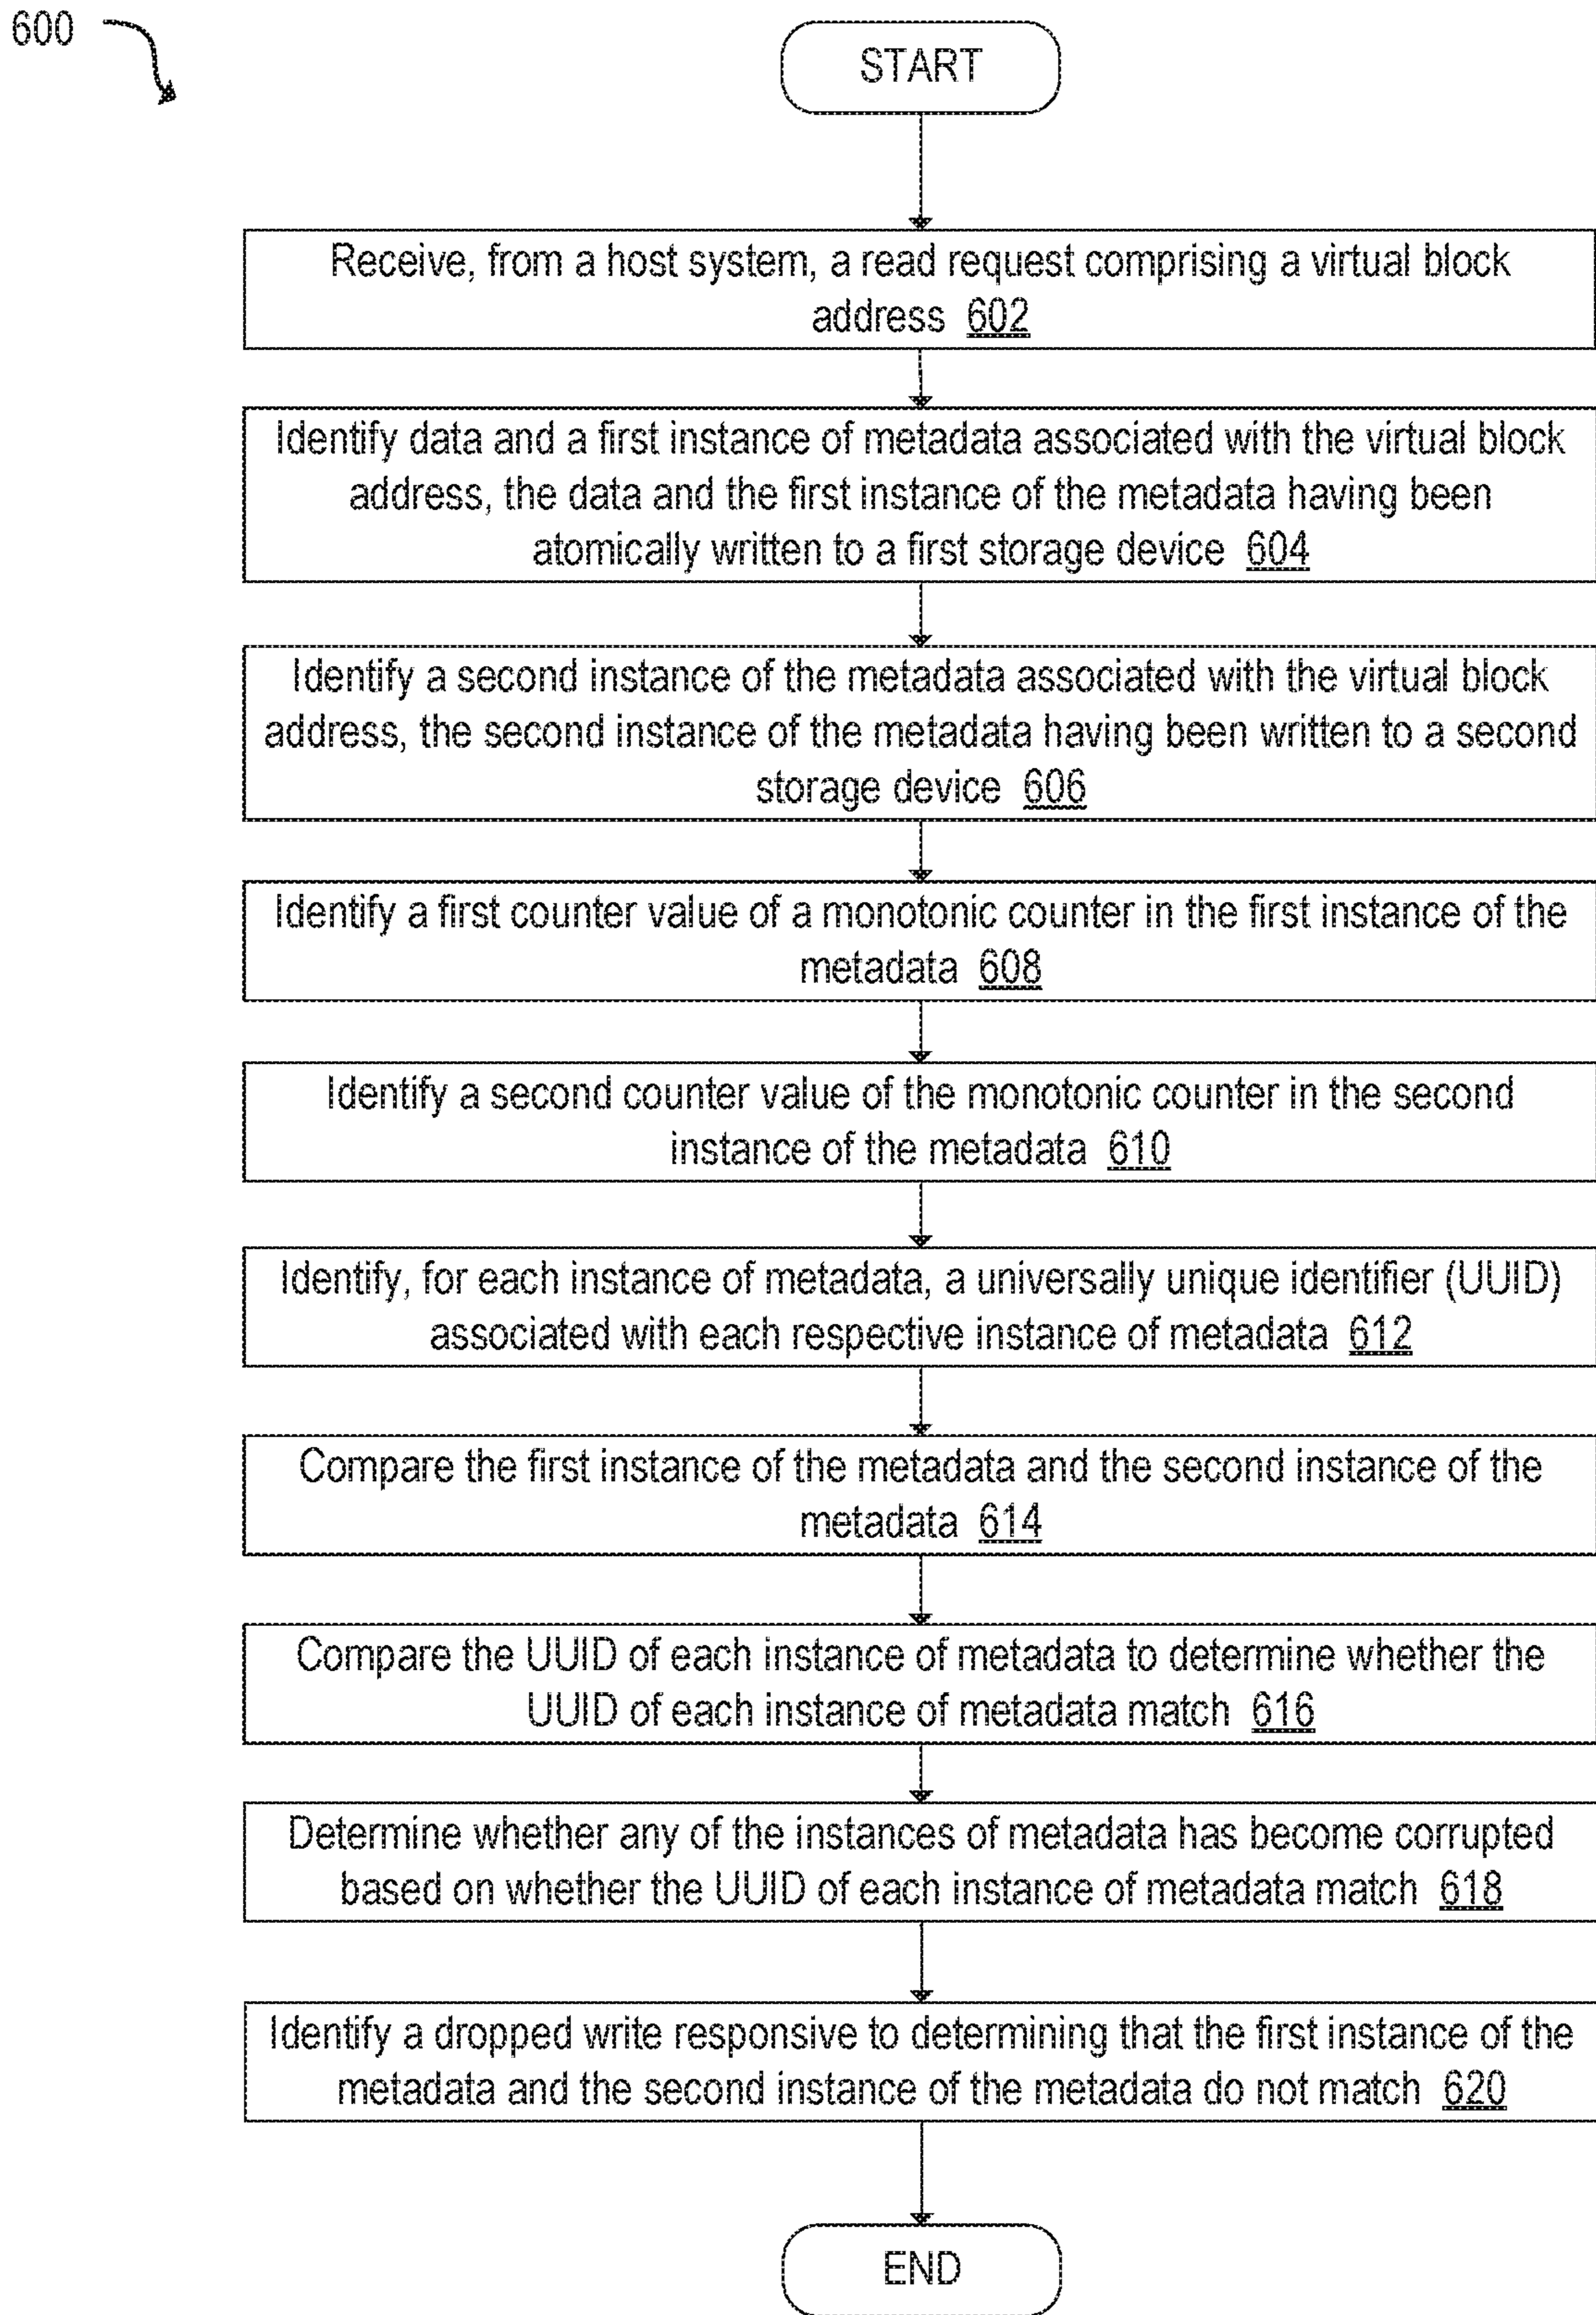 600
START
Receive, from a host system, a read request comprising a virtual block
address 602
Identify data and a first instance of metadata associated with the virtual block
address, the data and the first instance of the metadata having been
atomically written to a first storage device 604
Identify a second instance of the metadata associated with the virtual block
address, the second instance of the metadata having been written to a second
storage device 606
Identify a first counter value of a monotonic counter in the first instance of the
metadata 608
Identify a second counter value of the monotonic counter in the second
instance of the metadata 610
Identify, for each instance of metadata, a universally unique identifier (UUID)
associated with each respective instance of metadata 612
Compare the first instance of the metadata and the second instance of the
metadata 614
Compare the UUID of each instance of metadata to determine whether the
UUID of each instance of metadata match 616
Determine whether any of the instances of metadata has become corrupted
based on whether the UUID of each instance of metadata match 618
Identify a dropped write responsive to determining that the first instance of the
metadata and the second instance of the metadata do not match 620
END